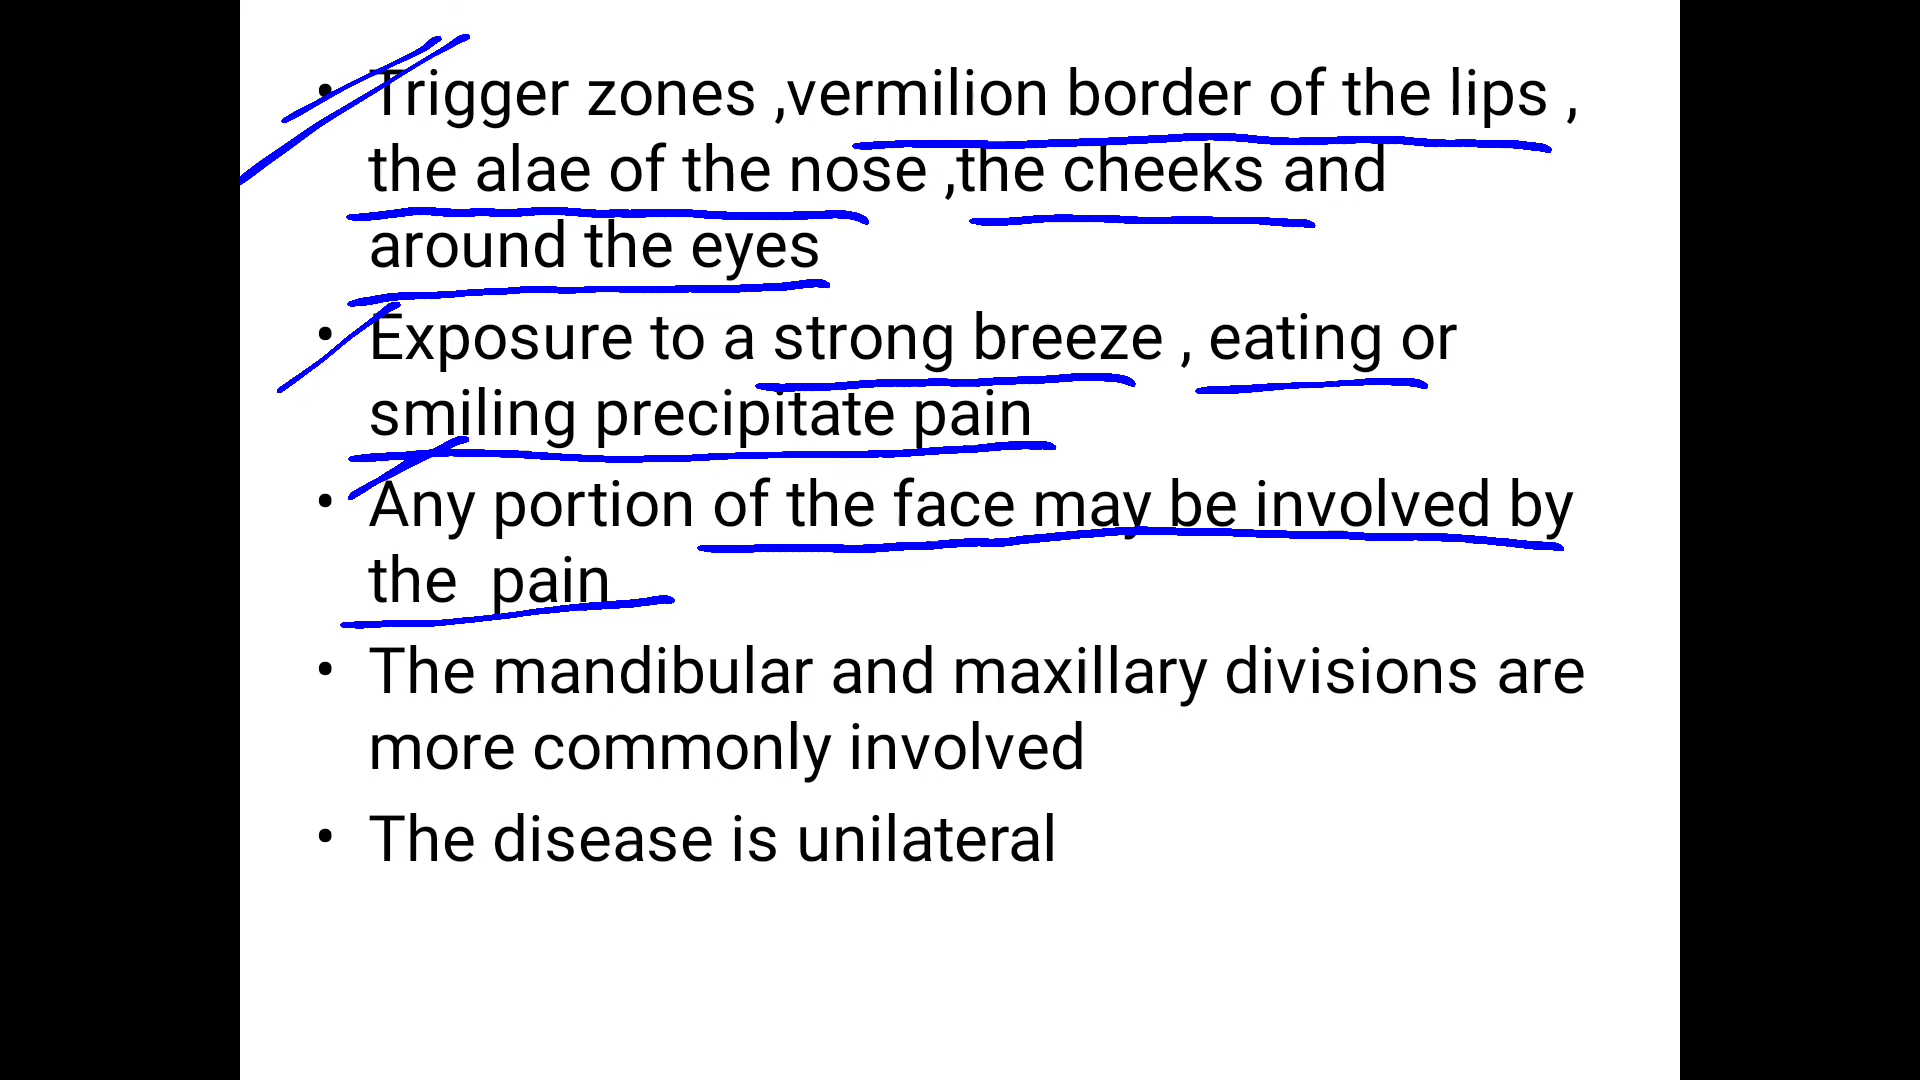 • Trigger zones ,vermilion border of the lips ,
the alae of the nose ,the cheeks and
around the eyes
• Exposure to a strong breeze , eating or
smiling precipitate pain
• Any portion of the face may be involved by
the  pain
• The mandibular and maxillary divisions are
more commonly involved
• The disease is unilateral